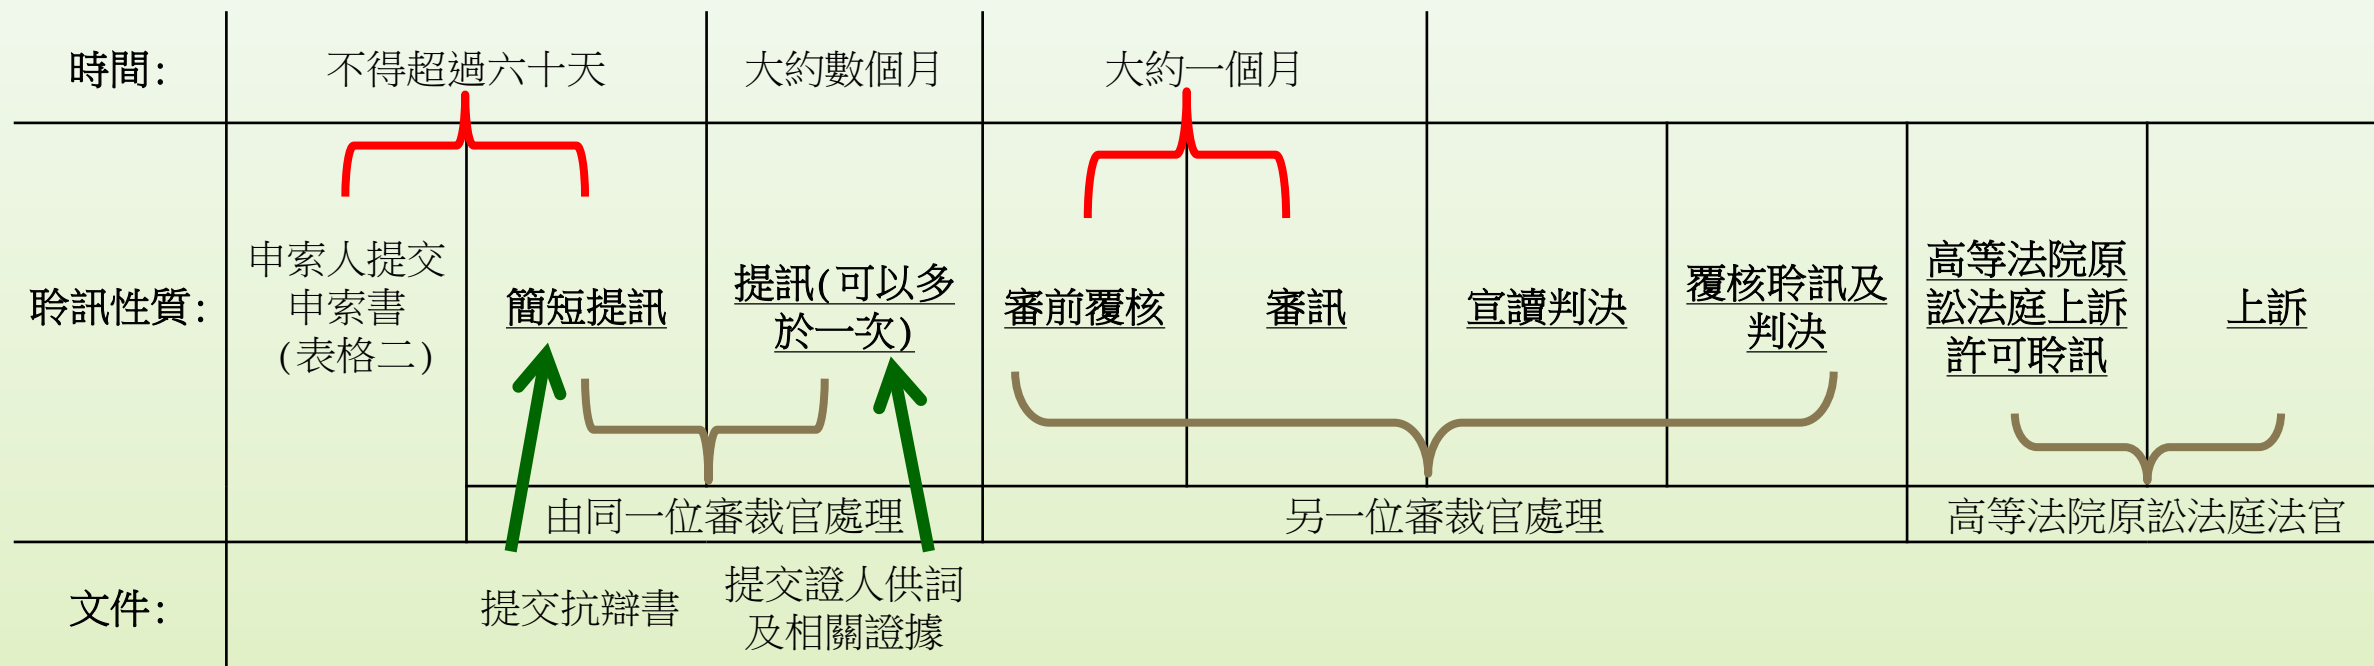 時間:
不得超過六十天
大約數個月
大約一個月
聆訊性質:
申索人提交
申索書
(表格二)
簡短提訊
提訊(可以多
於一次)
審前覆核
審訊
宣讀判決
覆核聆訊及
判決
高等法院原
訟法庭上訴
許可聆訊
上訴
由同一位審裁官處理
另一位審裁官處理
高等法院原訟法庭法官
文件:
提交抗辯書
提交證人供詞
及相關證據